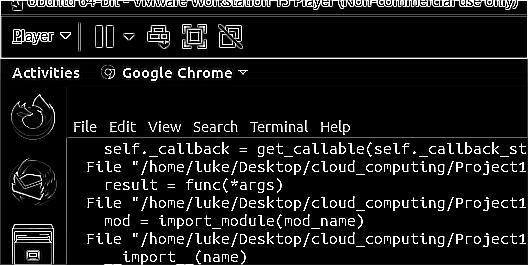 Ubuntu 64-bit - VMware Workstation 15 Player (Non-commercial use only)
Player
Activities Google Chrome
File Edit View Search Terminal Help
self._callback = get_callable(self._callback_st
File "/home/luke/Desktop/cloud_computing/Project1
result = func(*args)
File "/home/luke/Desktop/cloud_computing/Project1
mod = import_module(mod_name)
File "/home/luke/Desktop/cloud_computing/Project1
__import__(name)